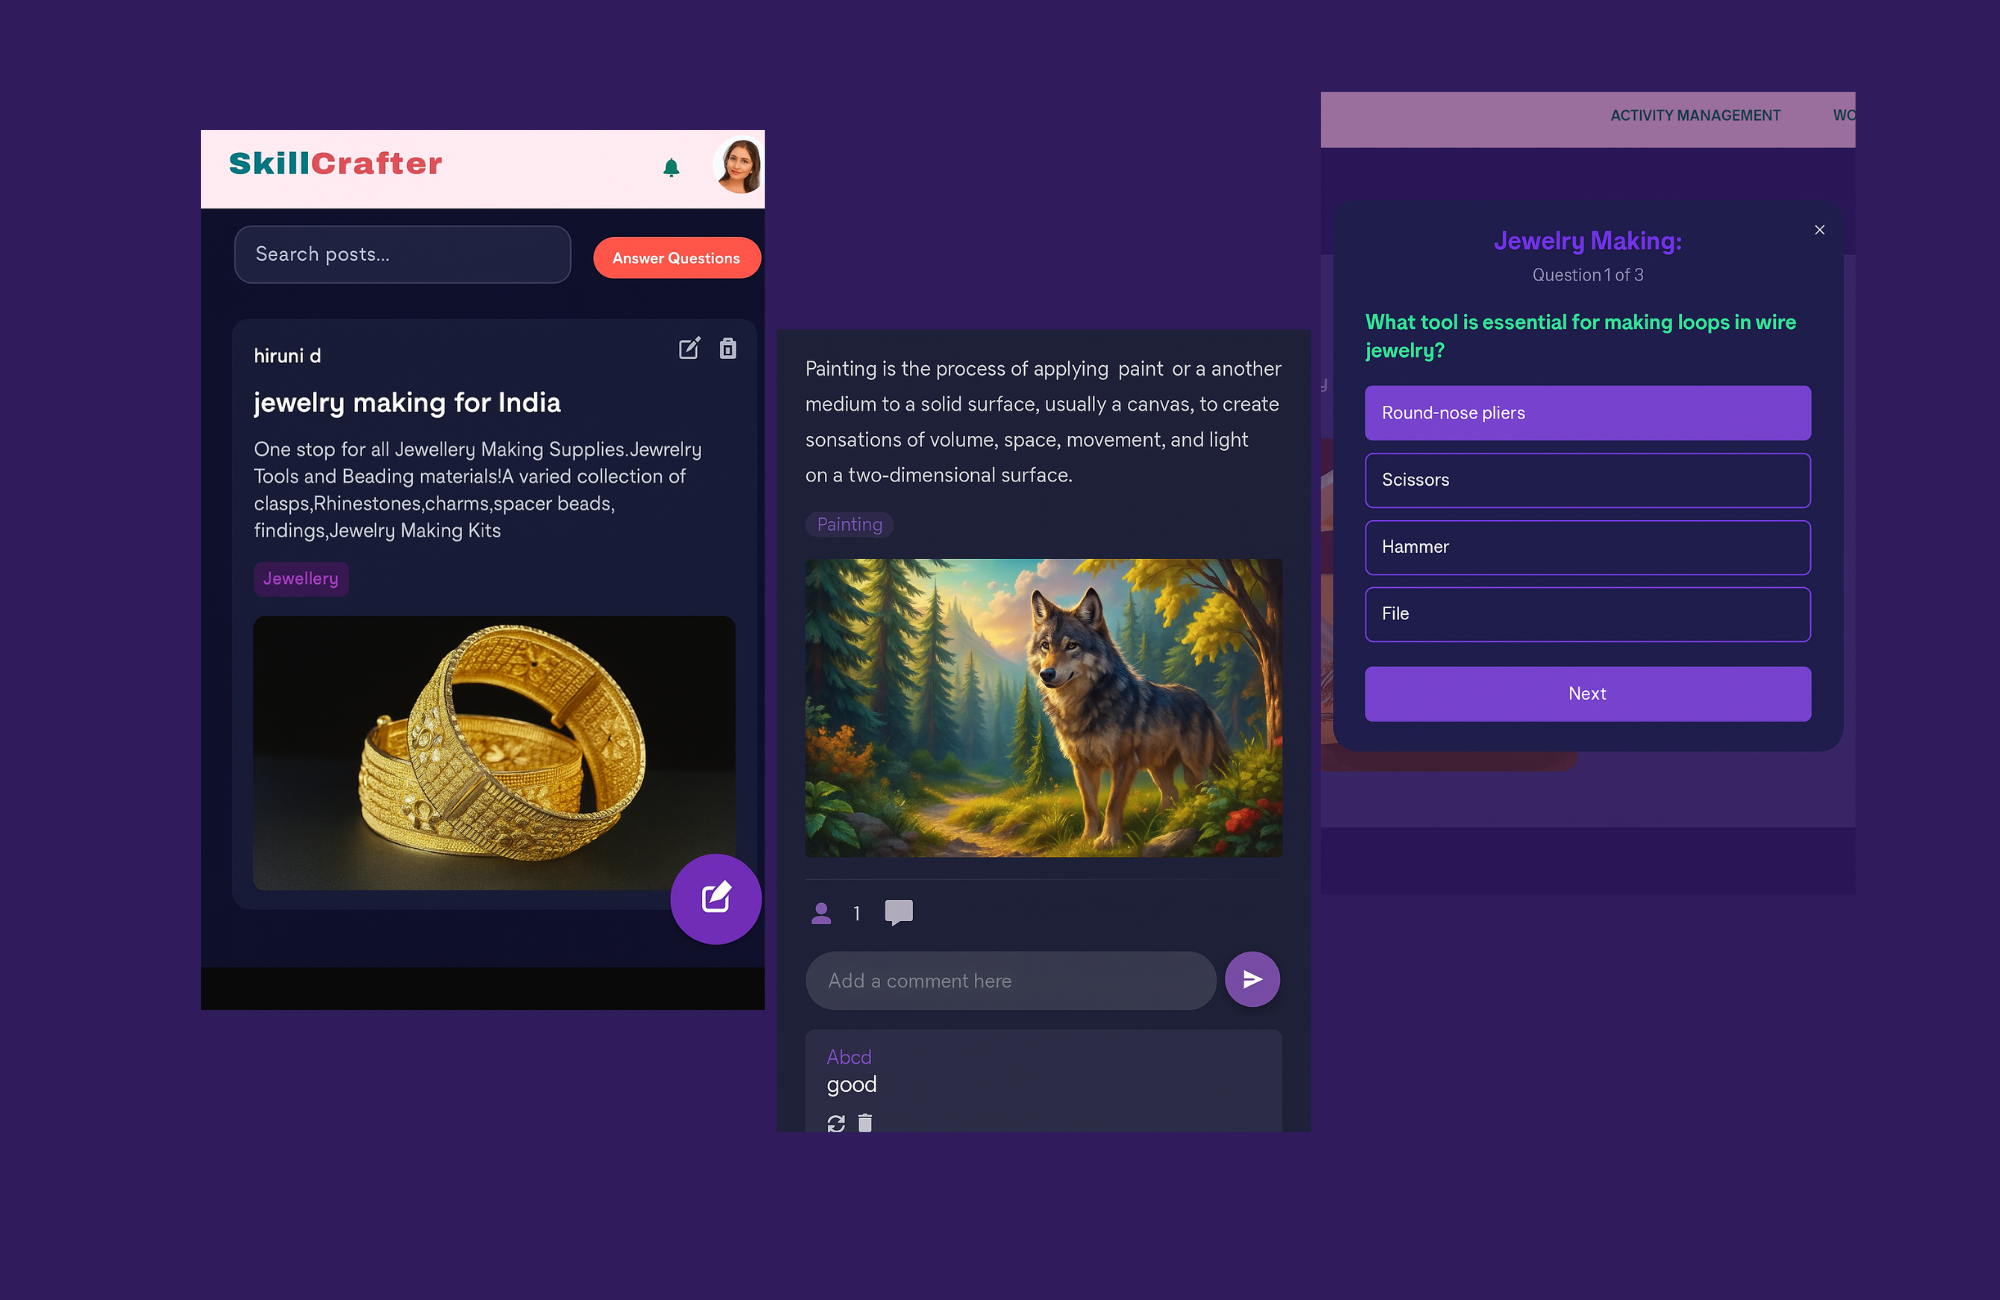 SkillCrafter
Search posts...
Answer Questions
hiruni d
jewelry making for India
One stop for all Jewellery Making Supplies.Jewrelry
Tools and Beading materials!A varied collection of
clasps,Rhinestones,charms,spacer beads,
findings,Jewelry Making Kits
Jewellery
Painting is the process of applying paint or a another
medium to a solid surface, usually a canvas, to create
sonsations of volume, space, movement, and light
on a two-dimensional surface.
Painting
1
Add a comment here
Abcd
good
ACTIVITY MANAGEMENT
WO
Jewelry Making:
Question 1 of 3
What tool is essential for making loops in wire
jewelry?
Round-nose pliers
Scissors
Hammer
File
Next